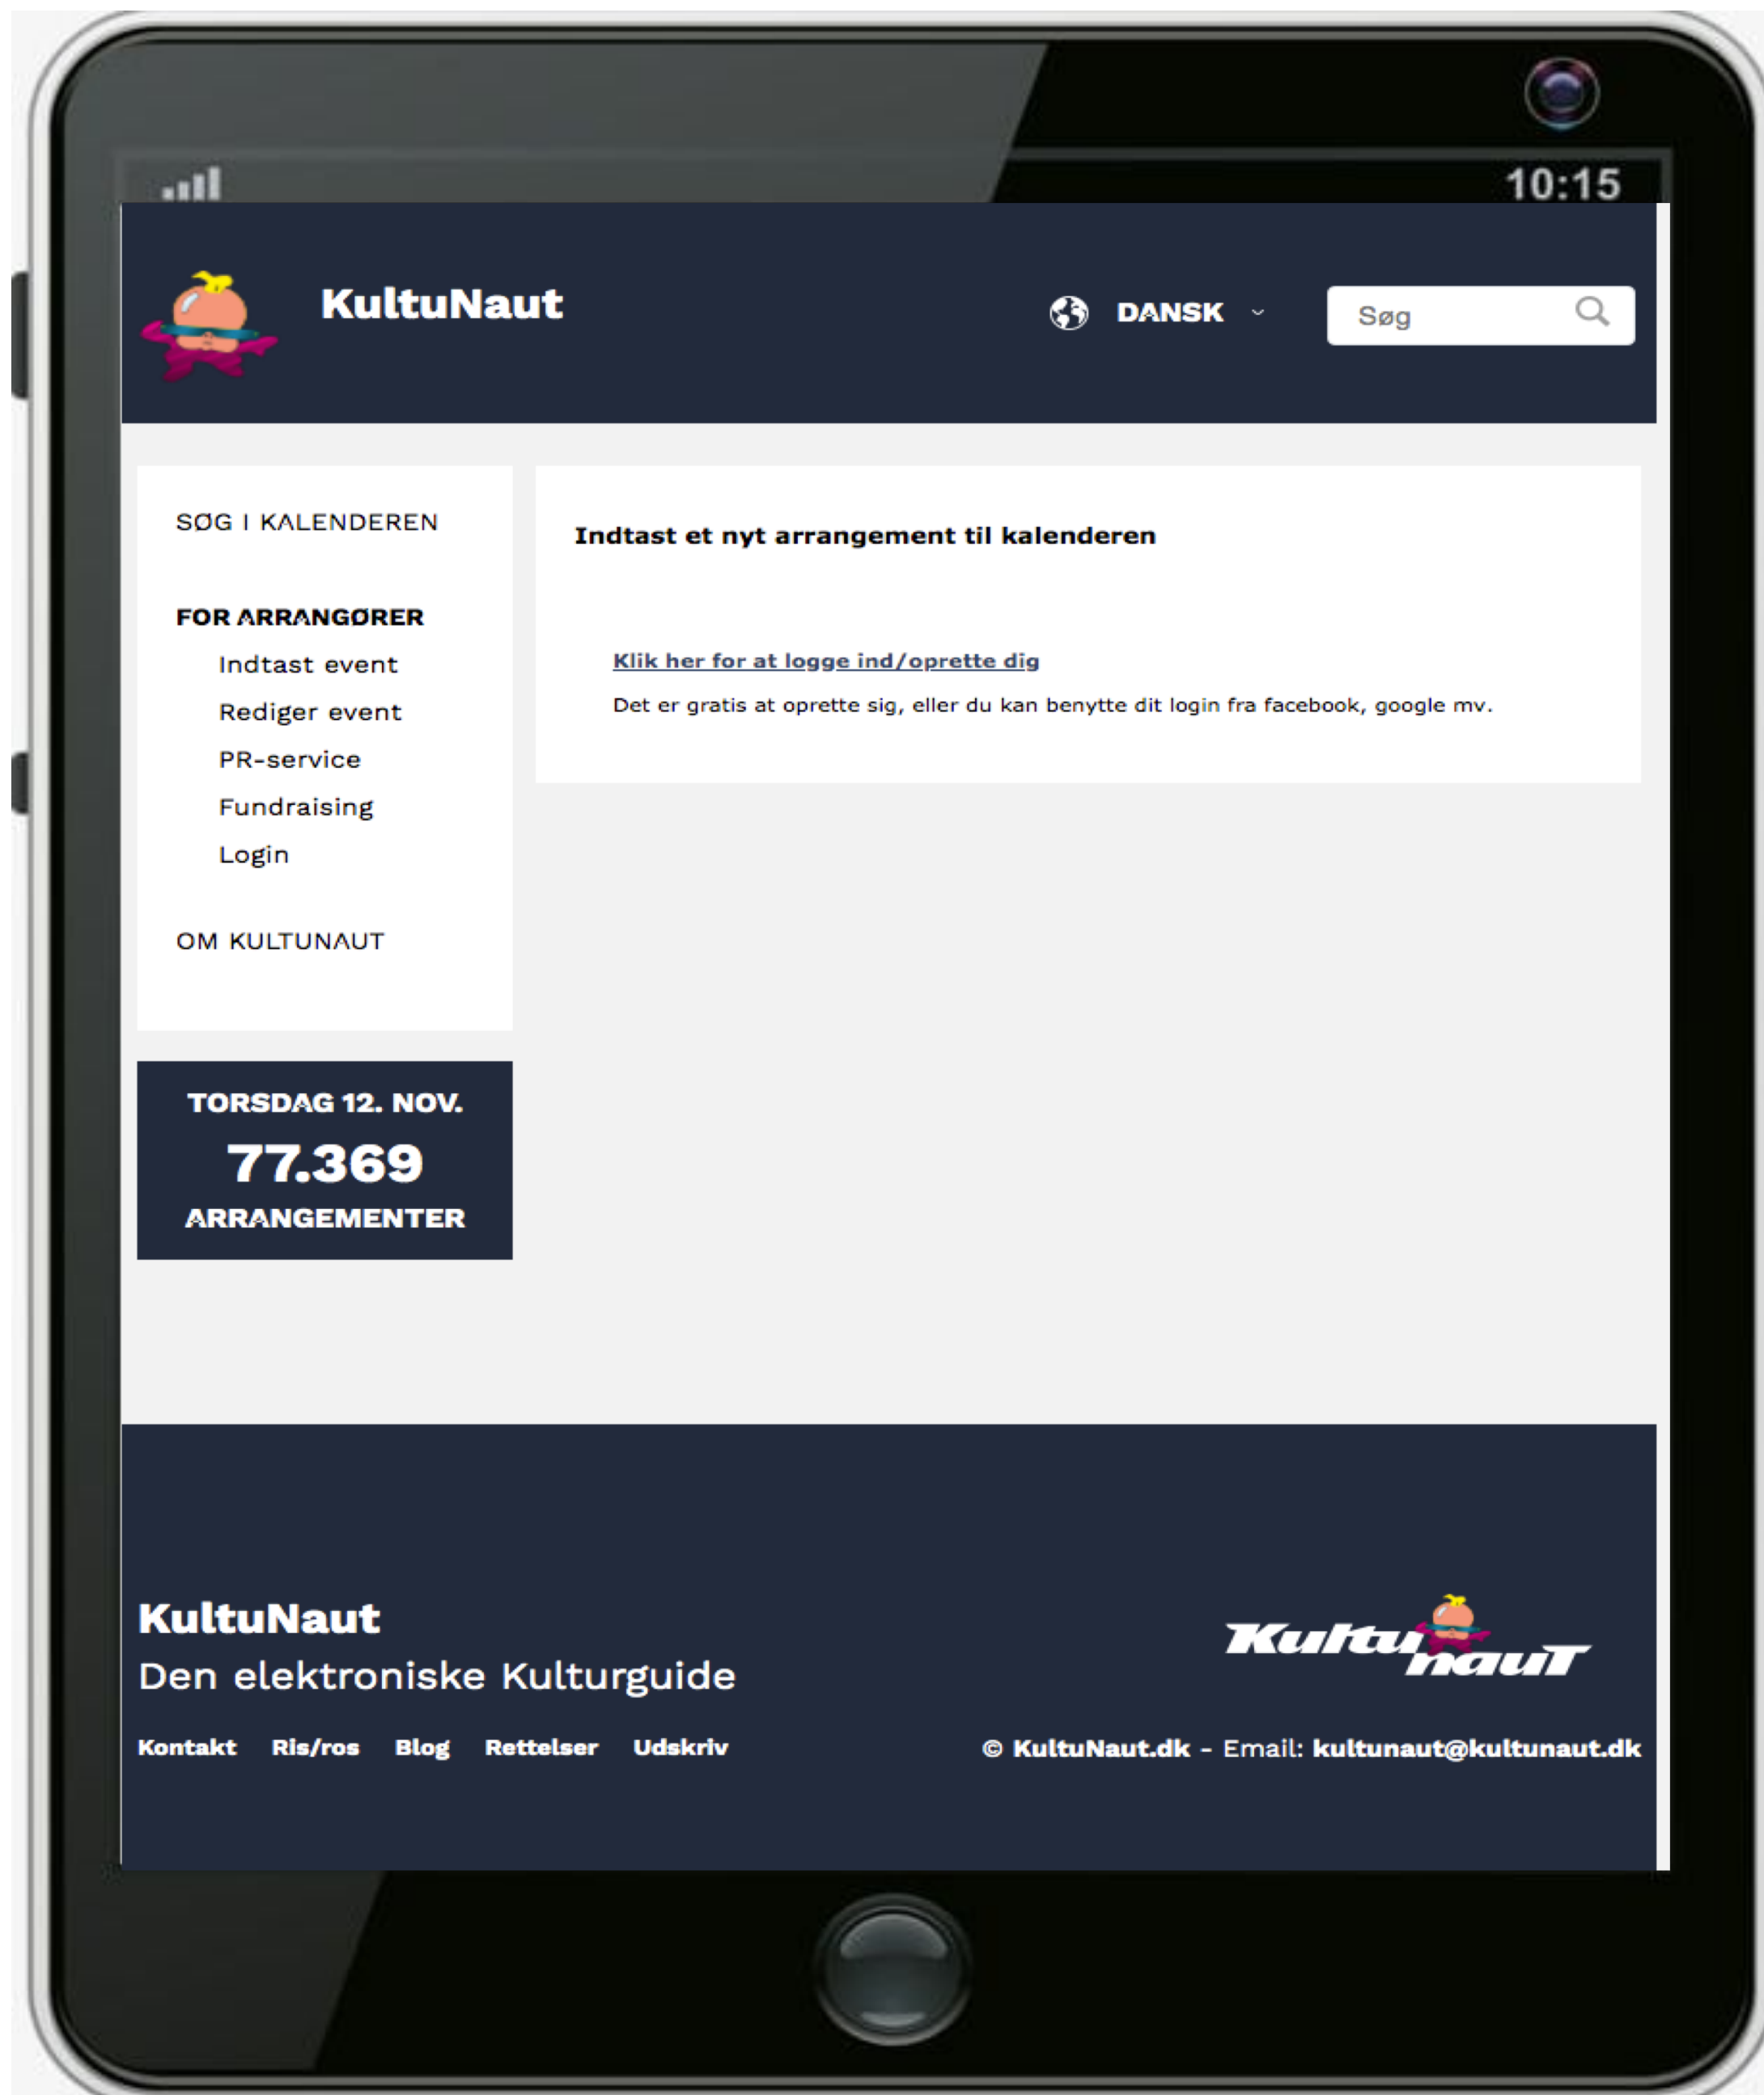 10:15
KultuNaut
DANSK
Søg
SØG I KALENDEREN
FOR ARRANGØRER
Indtast event
Rediger event
PR-service
Fundraising
Login
OM KULTUNAUT
Indtast et nyt arrangement til kalenderen
Klik her for at logge ind/oprette dig
Det er gratis at oprette sig, eller du kan benytte dit login fra facebook, google mv.
TORSDAG 12. NOV.
77.369
ARRANGEMENTER
KultuNaut
Den elektroniske Kulturguide
Kultunaut
Kontakt Ris/ros Blog Rettelser Udskriv
© KultuNaut.dk - Email: kultunaut@kultunaut.dk